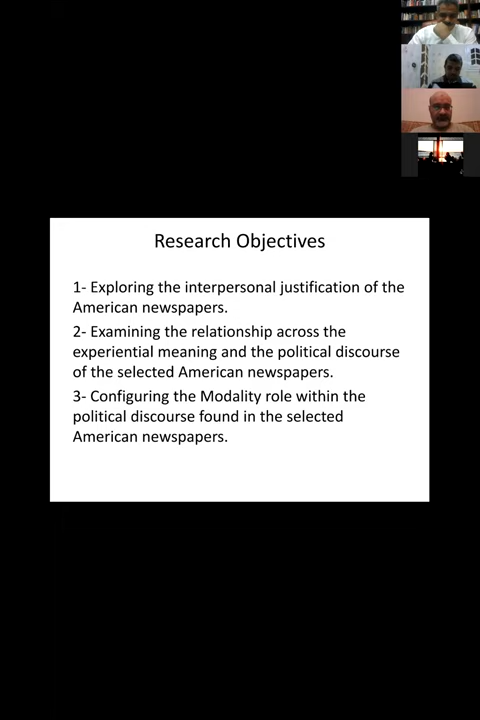 Research Objectives
1- Exploring the interpersonal justification of the
American newspapers.
2- Examining the relationship across the
experiential meaning and the political discourse
of the selected American newspapers.
3- Configuring the Modality role within the
political discourse found in the selected
American newspapers.